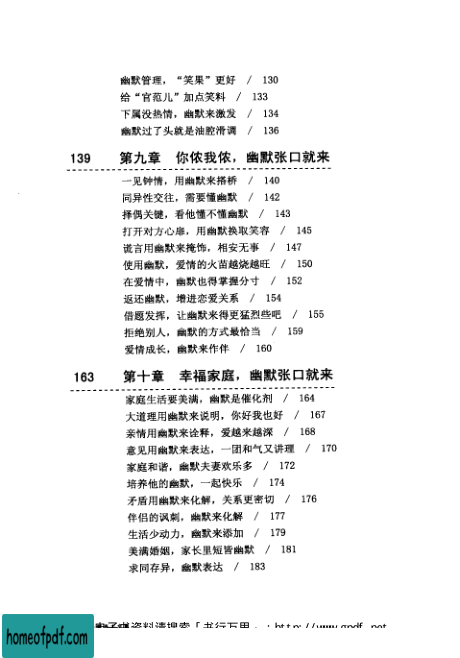 幽默管理，“笑果”更好 / 130
给“官范儿”加点笑料 / 133
下属没热情，幽默来激发 / 134
幽默过了头就是油腔滑调 / 136
139 第九章 你侬我侬，幽默张口就来
一见钟情，用幽默来搭桥 / 140
同异性交往，需要懂幽默 / 142
择偶关键，看他懂不懂幽默 / 143
打开对方心扉，用幽默换取笑容 / 145
谎言用幽默来掩饰，相安无事 / 147
使用幽默，爱情的火苗越烧越旺 / 150
在爱情中，幽默也得掌握分寸 / 152
返还幽默，增进恋爱关系 / 154
借题发挥，让幽默来得更猛烈些吧 / 155
拒绝别人，幽默的方式最恰当 / 159
爱情成长，幽默来作伴 / 160
163 第十章 幸福家庭，幽默张口就来
家庭生活要美满，幽默是催化剂 / 164
大道理用幽默来说明，你好我也好 / 167
亲情用幽默来诠释，爱越来越深 / 168
意见用幽默来表达，一团和气又讲理 / 170
家庭和谐，幽默夫妻欢乐多 / 172
培养他的幽默，一起快乐 / 174
矛盾用幽默来化解，关系更密切 / 176
伴侣的讽刺，幽默来化解 / 177
生活少动力，幽默来添加 / 179
美满婚姻，家长里短皆幽默 / 181
求同存异，幽默表达 / 183
资料请搜索「书行万里
homeofpdf.com